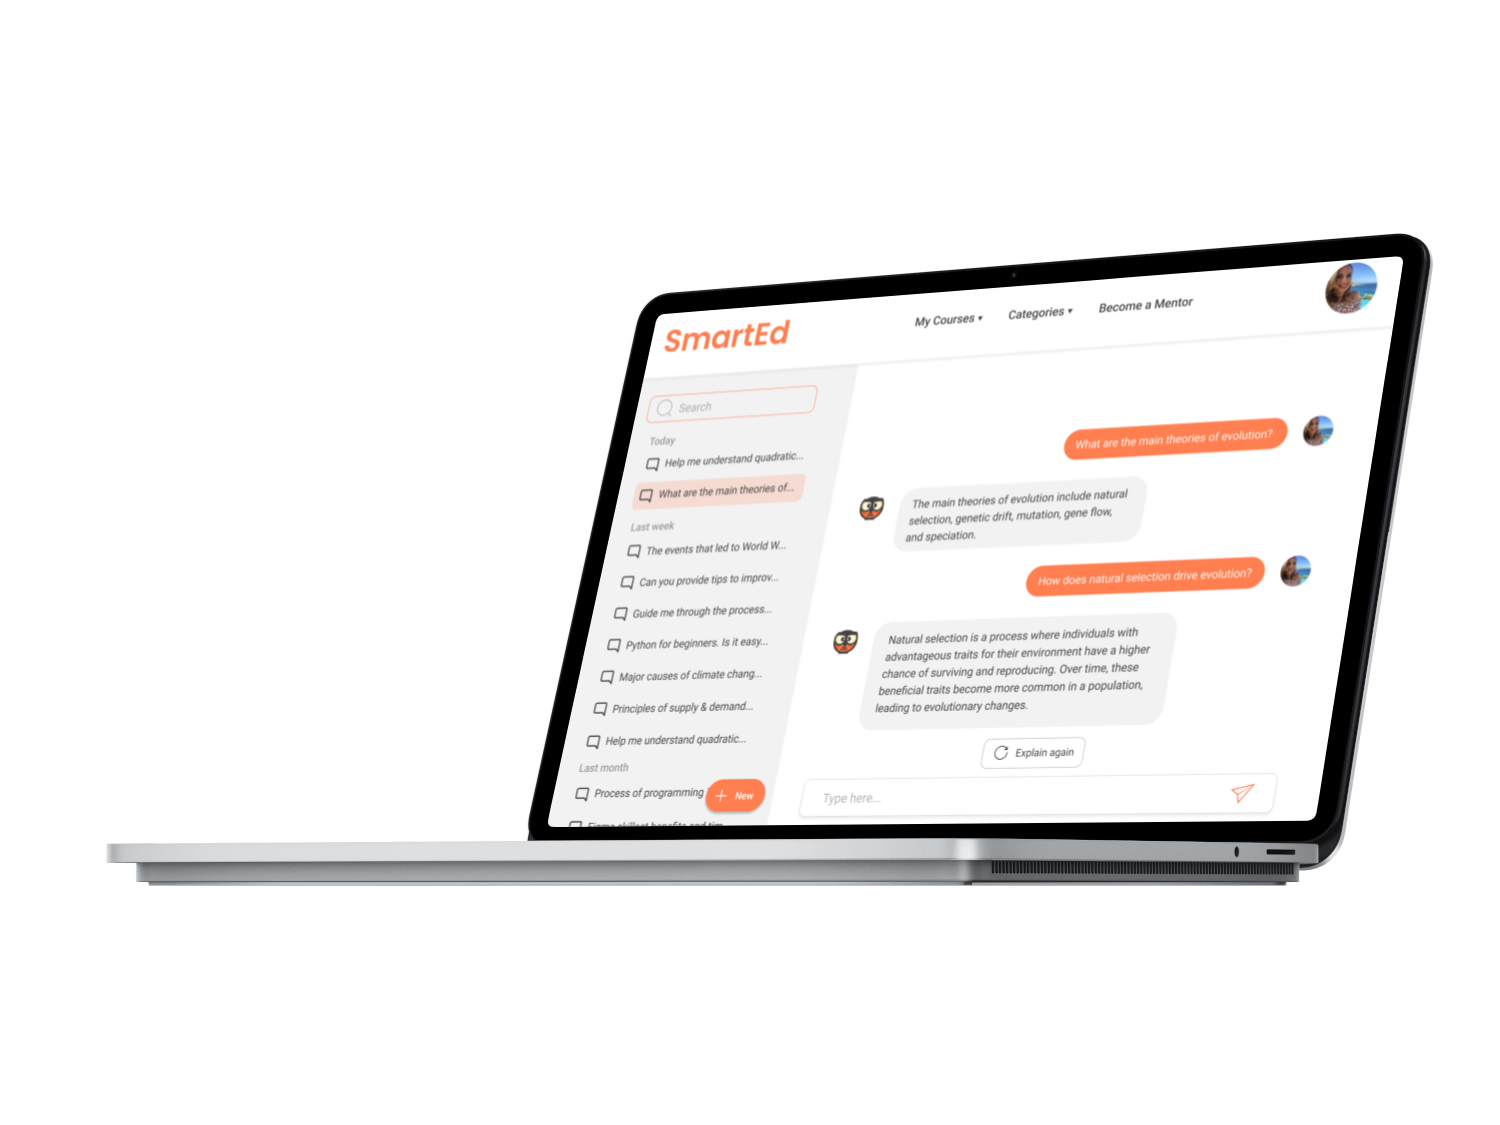 SmartEd
My Courses ▾
Categories ▾
Become a Mentor
Search
Today
Help me understand quadratic...
What are the main theories of...
Last week
The events that led to World W...
Can you provide tips to improv...
Guide me through the process...
Python for beginners. Is it easy...
Major causes of climate chang...
Principles of supply & demand...
Help me understand quadratic...
Last month
Process of programming
New
What are the main theories of evolution?
The main theories of evolution include natural
selection, genetic drift, mutation, gene flow,
and speciation.
How does natural selection drive evolution?
Natural selection is a process where individuals with
advantageous traits for their environment have a higher
chance of surviving and reproducing. Over time, these
beneficial traits become more common in a population,
leading to evolutionary changes.
Explain again
Type here...